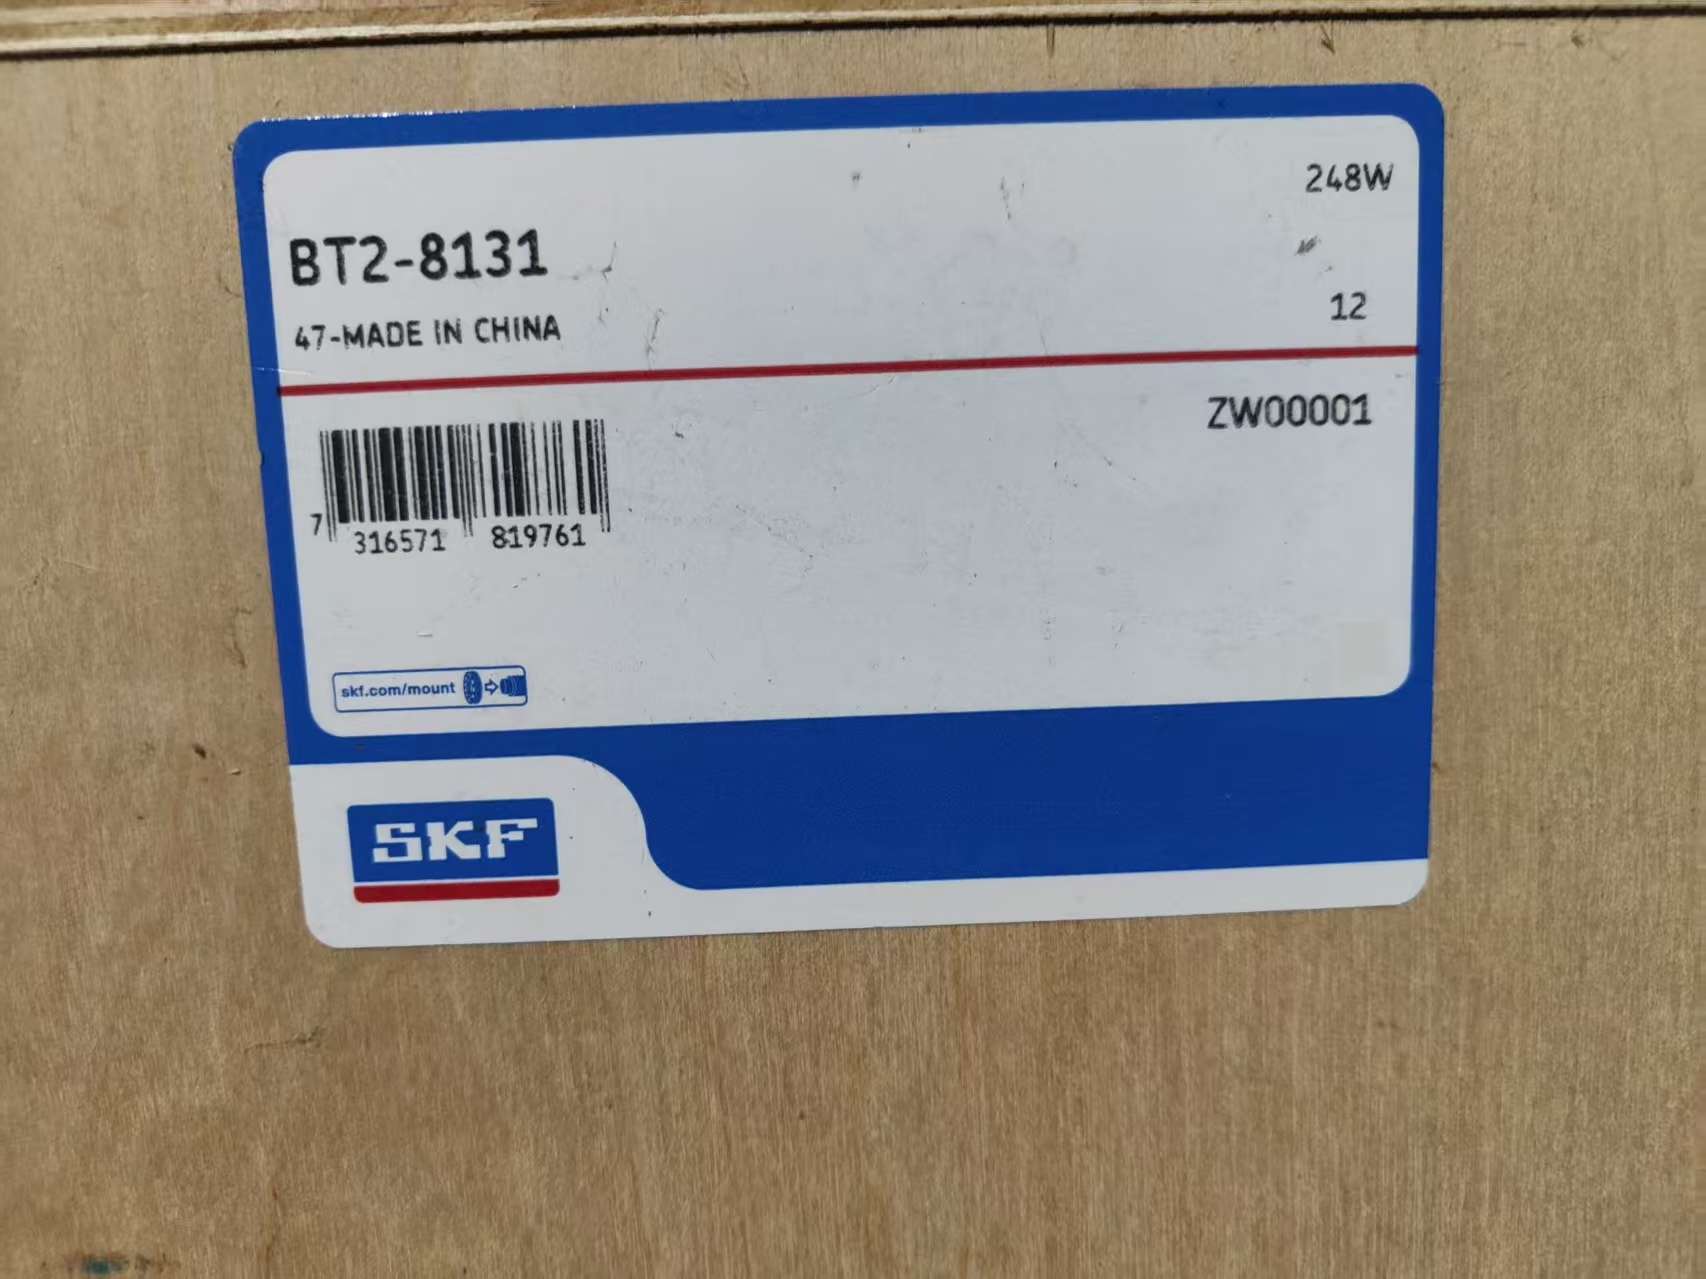 248W
BT2-8131
12
47-MADE IN CHINA
ZW00001
7 316571 819761
skf.com/mount
SKF